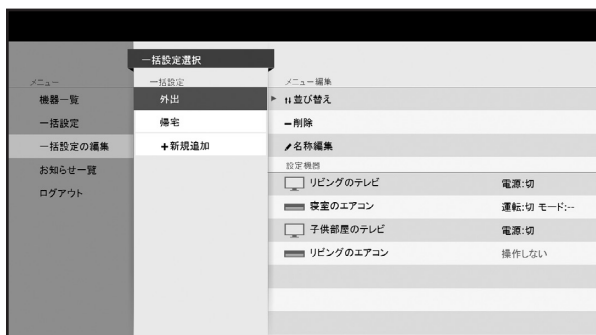 一括設定選択
メニュー
機器一覧
一括設定
一括設定の編集
お知らせ一覧
ログアウト
一括設定
外出
帰宅
+新規追加
メニュー編集
並び替え
削除
名称編集
設定機器
リビングのテレビ 電源:切
寝室のエアコン 運転:切 モード:--
子供部屋のテレビ 電源:切
リビングのエアコン 操作しない